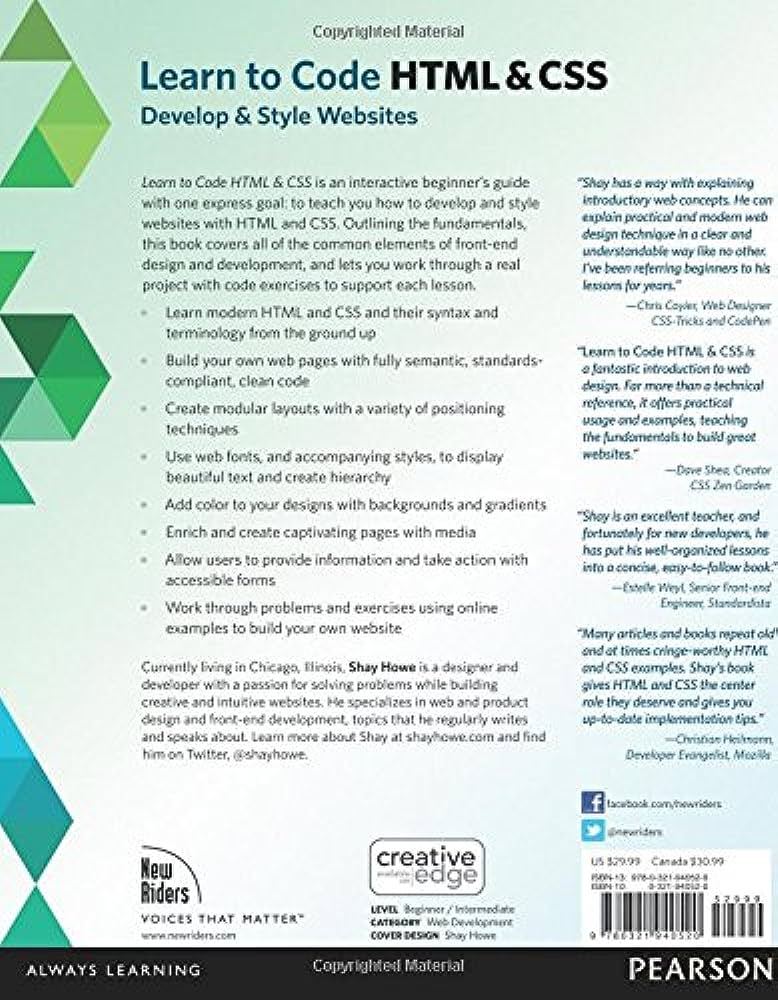 Copyrighted Material
Learn to Code HTML & CSS
Develop & Style Websites
Learn to Code HTML & CSS is an interactive beginner's guide
with one express goal: to teach you how to develop and style
websites with HTML and CSS. Outlining the fundamentals,
this book covers all of the common elements of front-end
design and development, and lets you work through a real
project with code exercises to support each lesson.
• Learn modern HTML and CSS and their syntax and
terminology from the ground up
• Build your own web pages with fully semantic, standards-
compliant, clean code
• Create modular layouts with a variety of positioning
techniques
• Use web fonts, and accompanying styles, to display
beautiful text and create hierarchy
• Add color to your designs with backgrounds and gradients
• Enrich and create captivating pages with media
• Allow users to provide information and take action with
accessible forms
• Work through problems and exercises using online
examples to build your own website
Currently living in Chicago, Illinois, Shay Howe is a designer and
developer with a passion for solving problems while building
creative and intuitive websites. He specializes in web and product
design and front-end development, topics that he regularly writes
and speaks about. Learn more about Shay at shayhowe.com and find
him on Twitter, @shayhowe.
"Shay has a way with explaining
introductory web concepts. He can
explain practical and modern web
design technique in a clear and
understandable way like no other.
I've been referring beginners to his
lessons for years."
—Chris Coyier, Web Designer
CSS-Tricks and CodePen
"Learn to Code HTML & CSS is
a fantastic introduction to web
design. Far more than a technical
reference, it offers practical
usage and examples, teaching
the fundamentals to build great
websites."
—Dave Shea, Creator
CSS Zen Garden
"Shay is an excellent teacher, and
fortunately for new developers, he
has put his well-organized lessons
into a concise, easy-to-follow book."
—Estelle Weyl, Senior Front-end
Engineer, Standardista
"Many articles and books repeat old
and at times cringe-worthy HTML
and CSS examples. Shay's book
gives HTML and CSS the center
role they deserve and gives you
up-to-date implementation tips."
—Christian Heilmann,
Developer Evangelist, Mozilla
facebook.com/newriders
@newriders
New
Riders
VOICES THAT MATTER™
www.newriders.com
creative
edge
LEVEL Beginner / Intermediate
CATEGORY Web Development
COVER DESIGN Shay Howe
US $29.99 Canada $30.99
ISBN-13: 978-0-321-94052-0
ISBN-10: 0-321-94052-0
52999
9 780321 940520
ALWAYS LEARNING
Copyrighted Material
PEARSON